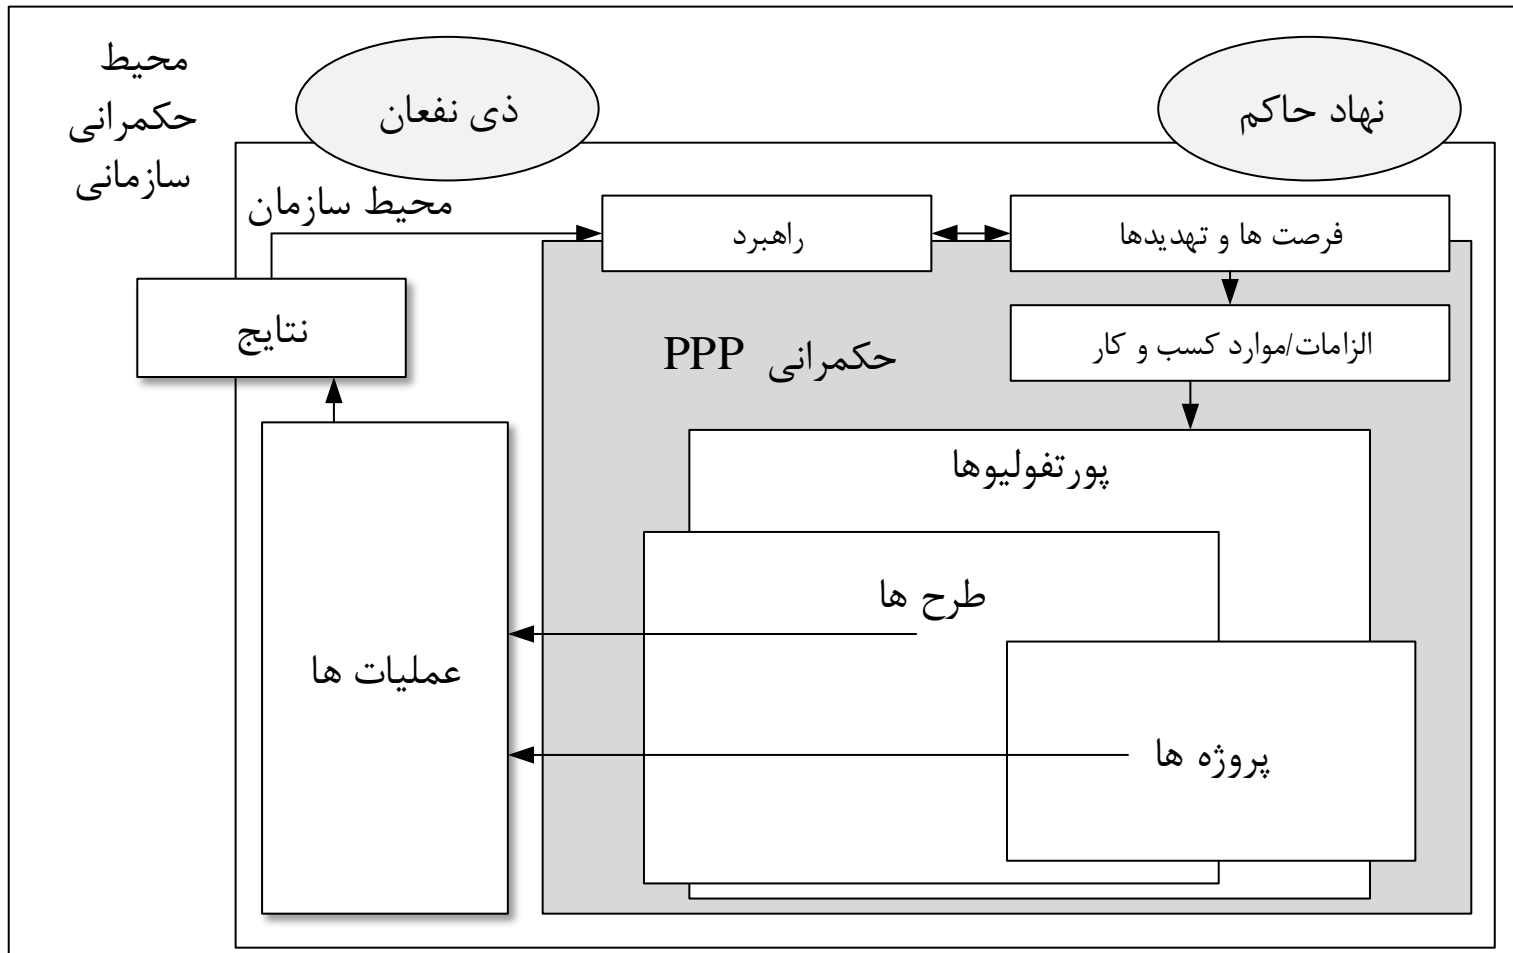 محیط
حکمرانی
سازمانی
ذی نفعان
نهاد حاکم
محیط سازمان
راهبرد
فرصت ها و تهدیدها
نتایج
حکمرانی PPP
الزامات/موارد کسب و کار
پورتفولیوها
طرح ها
عملیات ها
پروژه ها